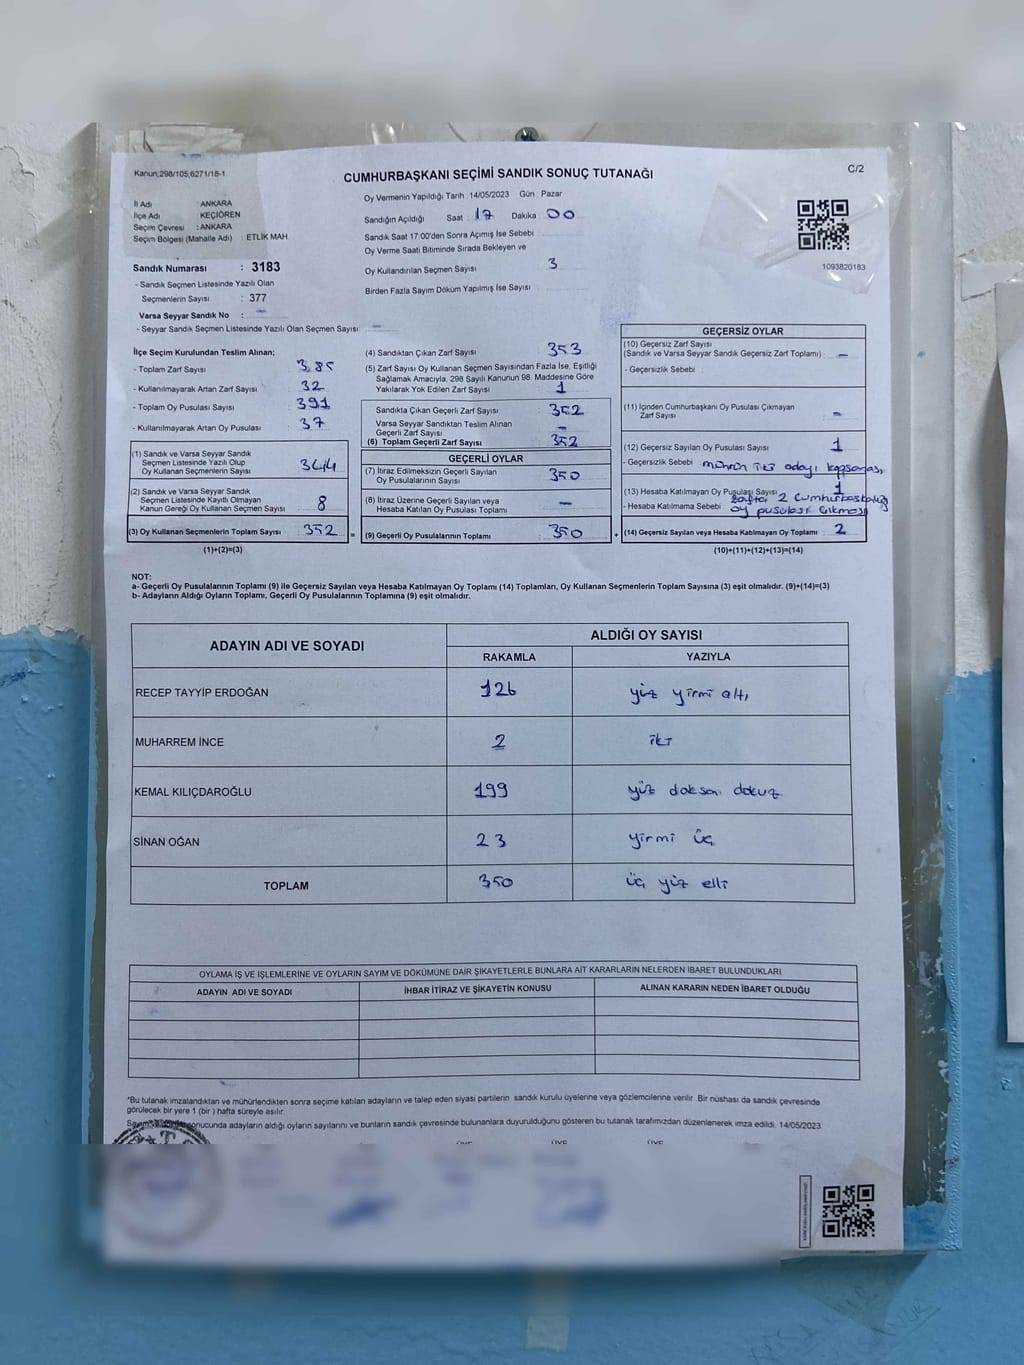 Kanun:298/105,6271/18-1
CUMHURBAŞKANI SEÇİMİ SANDIK SONUÇ TUTANAĞI
C/2
İl Adı : ANKARA
İlçe Adı : KEÇİÖREN
Seçim Çevresi : ANKARA
Seçim Bölgesi (Mahalle Adı) : ETLİK MAH.
Sandık Numarası : 3183
- Sandık Seçmen Listesinde Yazılı Olan
Seçmenlerin Sayısı : 377
Varsa Seyyar Sandık No : -
- Seyyar Sandık Seçmen Listesinde Yazılı Olan Seçmen Sayısı: -
Oy Vermenin Yapıldığı Tarih : 14/05/2023 Gün : Pazar
Sandığın Açıldığı Saat : 17 Dakika : 00
Sandık Saat 17:00'den Sonra Açımış İse Sebebi :
Oy Verme Saati Bitiminde Sırada Bekleyen ve
Oy Kullandırılan Seçmen Sayısı : 3
Birden Fazla Sayım Döküm Yapılmış İse Sayısı :
1093820183
İlçe Seçim Kurulundan Teslim Alınan;
- Toplam Zarf Sayısı : 385
- Kullanılmayarak Artan Zarf Sayısı : 32
- Toplam Oy Pusulası Sayısı : 391
- Kullanılmayarak Artan Oy Pusulası : 37
(1) Sandık ve Varsa Seyyar Sandık
Seçmen Listesinde Yazılı Olup
Oy Kullanan Seçmenlerin Sayısı : 344
(2) Sandık ve Varsa Seyyar Sandık
Seçmen Listesinde Kayıtlı Olmayan
Kanun Gereği Oy Kullanan Seçmen Sayısı : 8
(3) Oy Kullanan Seçmenlerin Toplam Sayısı : 352
(1)+(2)=(3)
(4) Sandıktan Çıkan Zarf Sayısı : 353
(5) Zarf Sayısı Oy Kullanan Seçmen Sayısından Fazla İse, Eşitliği
Sağlamak Amacıyla; 298 Sayılı Kanunun 98. Maddesine Göre
Yakılarak Yok Edilen Zarf Sayısı : 1
Sandıkta Çıkan Geçerli Zarf Sayısı : 352
Varsa Seyyar Sandıktan Teslim Alınan
Geçerli Zarf Sayısı : -
(6) Toplam Geçerli Zarf Sayısı : 352
GEÇERLİ OYLAR
(7) İtiraz Edilmeksizin Geçerli Sayılan
Oy Pusulalarının Sayısı : 350
(8) İtiraz Üzerine Geçerli Sayılan veya
Hesaba Katılan Oy Pusulası Toplamı : -
= (9) Geçerli Oy Pusulalarının Toplamı : 350
GEÇERSİZ OYLAR
(10) Geçersiz Zarf Sayısı
(Sandık ve Varsa Seyyar Sandık Geçersiz Zarf Toplamı) : -
- Geçersizlik Sebebi :
(11) İçinden Cumhurbaşkanı Oy Pusulası Çıkmayan
Zarf Sayısı : -
(12) Geçersiz Sayılan Oy Pusulası Sayısı : 1
- Geçersizlik Sebebi : mührün iki adayı kapsaması
(13) Hesaba Katılmayan Oy Pusulası Sayısı : 1
- Hesaba Katılmama Sebebi : zarftan 2 cumhurbaşkanlığı
oy pusulası çıkması
+ (14) Geçersiz Sayılan veya Hesaba Katılmayan Oy Toplamı : 2
(10)+(11)+(12)+(13)=(14)
NOT:
a- Geçerli Oy Pusulalarının Toplamı (9) ile Geçersiz Sayılan veya Hesaba Katılmayan Oy Toplamı (14) Toplamları, Oy Kullanan Seçmenlerin Toplam Sayısına (3) eşit olmalıdır. (9)+(14)=(3)
b- Adayların Aldığı Oyların Toplamı, Geçerli Oy Pusulalarının Toplamına (9) eşit olmalıdır.
ADAYIN ADI VE SOYADI ALDIĞI OY SAYISI
RAKAMLA YAZIYLA
RECEP TAYYİP ERDOĞAN 126 yüz yirmi altı
MUHARREM İNCE 2 iki
KEMAL KILIÇDAROĞLU 199 yüz doksan dokuz
SİNAN OĞAN 23 yirmi üç
TOPLAM 350 üç yüz elli
OYLAMA İŞ VE İŞLEMLERİNE VE OYLARIN SAYIM VE DÖKÜMÜNE DAİR ŞİKAYETLERLE BUNLARA AİT KARARLARIN NELERDEN İBARET BULUNDUKLARI
ADAYIN ADI VE SOYADI İHBAR İTİRAZ VE ŞİKAYETİN KONUSU ALINAN KARARIN NEDEN İBARET OLDUĞU
*Bu tutanak imzalandıktan ve mühürlendikten sonra seçime katılan adayların ve talep eden siyasi partilerin sandık kurulu üyelerine veya gözlemcilerine verilir. Bir nüshası da sandık çevresinde
görülecek bir yere 1 (bir) hafta süreyle asılır.
sonucunda adayların aldığı oyların sayılarını ve bunların sandık çevresinde bulunanlara duyurulduğunu gösteren bu tutanak tarafımızdan düzenlenerek imza edildi. 14/05/2023
ÜYE ÜYE ÜYE